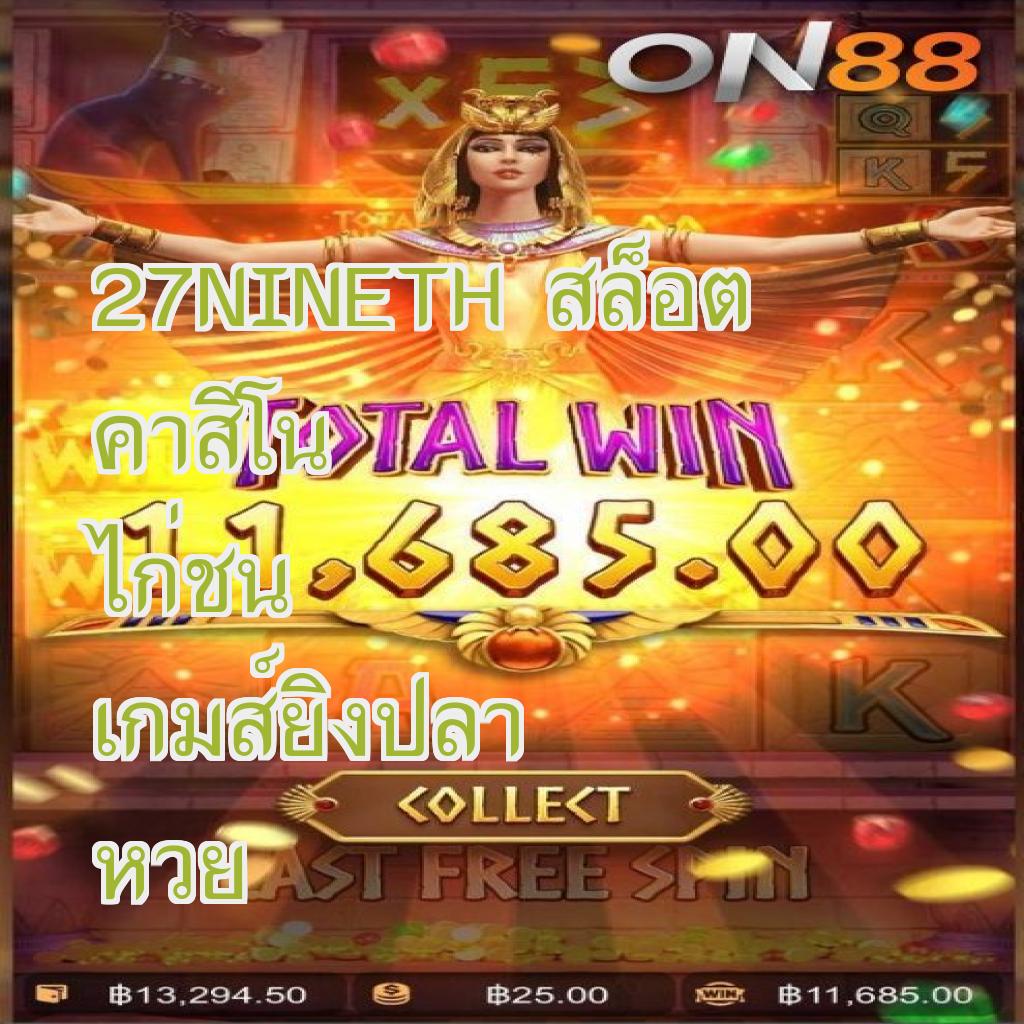 ON88
x53
Q
K 5
27NINETH สล็อต
คาสิโน
TOTAL WIN
ไก่ชน
11,685.00
K
เกมส์ยิงปลา
COLLECT
หวย
LAST FREE SPIN
฿13,294.50 ฿25.00 WIN ฿11,685.00